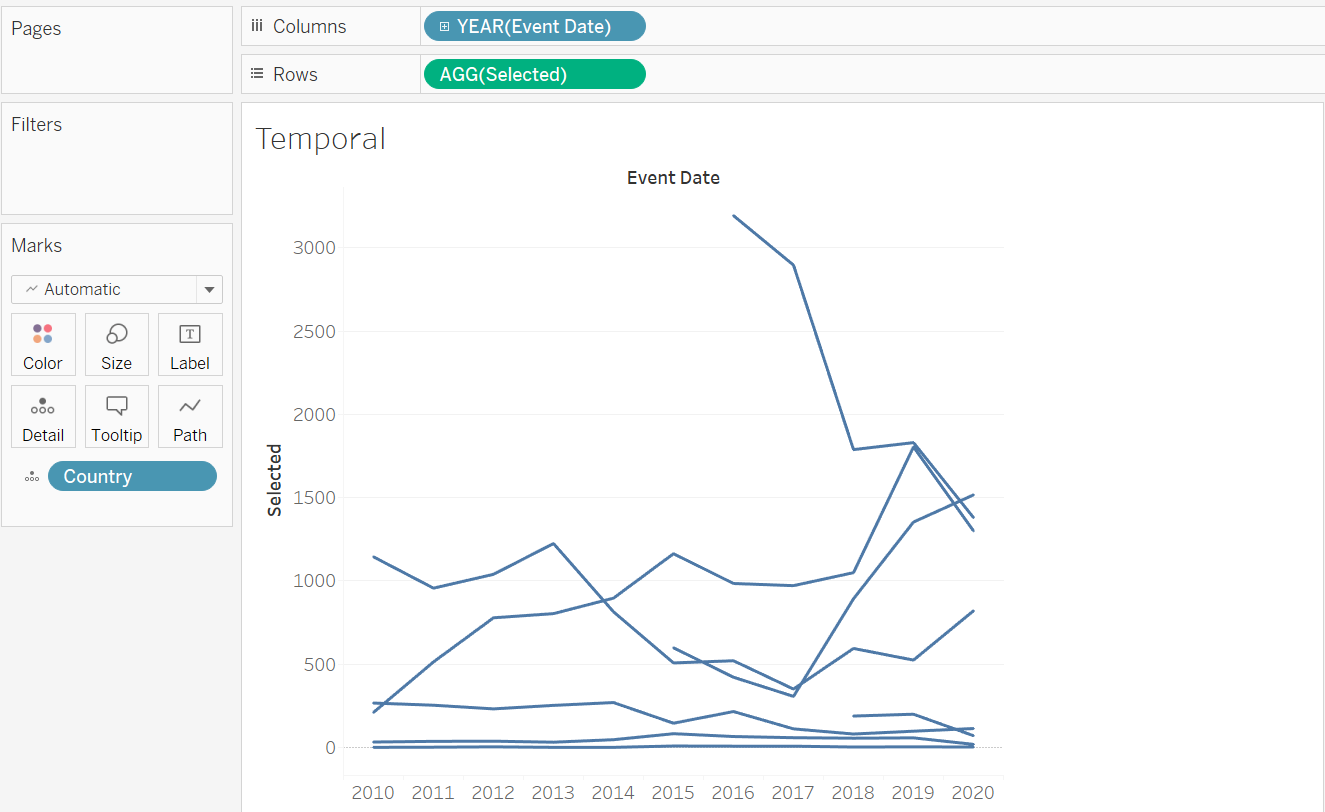 Pages
Columns
YEAR(Event Date)
Rows
AGG(Selected)
Filters
Marks
Automatic
Color
Size
Label
Detail
Tooltip
Path
Country
Temporal
Event Date
Selected
3000
2500
2000
1500
1000
500
0
2010 2011 2012 2013 2014 2015 2016 2017 2018 2019 2020